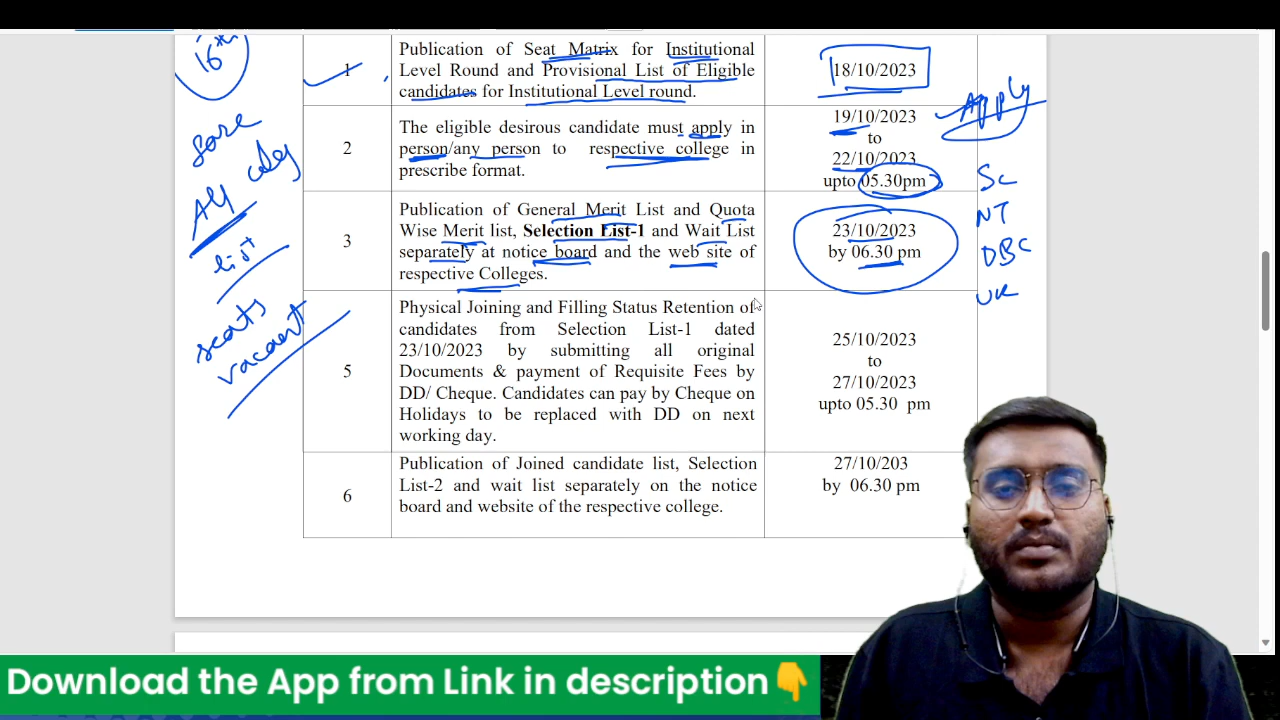 16th
1
Publication of Seat Matrix for Institutional
Level Round and Provisional List of Eligible
candidates for Institutional Level round.
18/10/2023
Apply
2
The eligible desirous candidate must apply in
person/any person to respective college in
prescribe format.
19/10/2023
to
22/10/2023
upto 05.30pm
All
list
seats
vacant
SC
NT
OBC
3
Publication of General Merit List and Quota
Wise Merit list, Selection List-1 and Wait List
separately at notice board and the web site of
respective Colleges.
23/10/2023
by 06.30 pm
5
Physical Joining and Filling Status Retention of
candidates from Selection List-1 dated
23/10/2023 by submitting all original
Documents & payment of Requisite Fees by
DD/ Cheque. Candidates can pay by Cheque on
Holidays to be replaced with DD on next
working day.
25/10/2023
to
27/10/2023
upto 05.30 pm
6
Publication of Joined candidate list, Selection
List-2 and wait list separately on the notice
board and website of the respective college.
27/10/203
by 06.30 pm
Download the App from Link in description